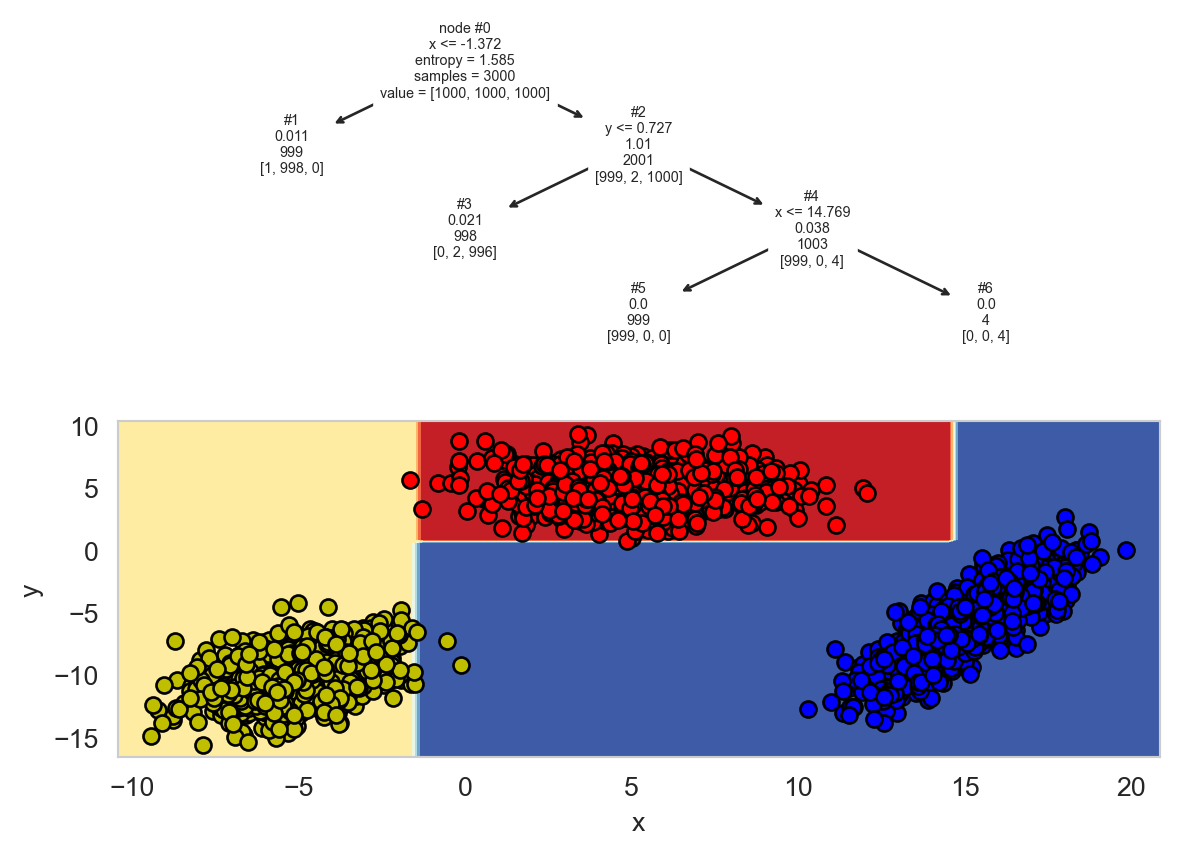 node #0
x <= -1.372
entropy = 1.585
samples = 3000
value = [1000, 1000, 1000]
#1
0.011
999
[1, 998, 0]
#2
y <= 0.727
1.01
2001
[999, 2, 1000]
#3
0.021
998
[0, 2, 996]
#4
x <= 14.769
0.038
1003
[999, 0, 4]
#5
0.0
999
[999, 0, 0]
#6
0.0
4
[0, 0, 4]
10
5
0
−5
−10
−15
y
−10 −5 0 5 10 15 20
x